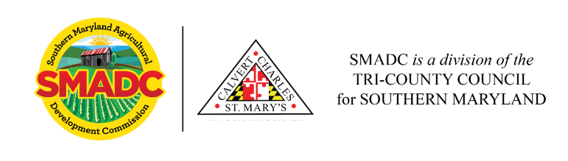 Southern Maryland Agricultural
SMADC
Development Commission
CALVERT
CHARLES
ST. MARY'S
SMADC is a division of the
TRI-COUNTY COUNCIL
for SOUTHERN MARYLAND